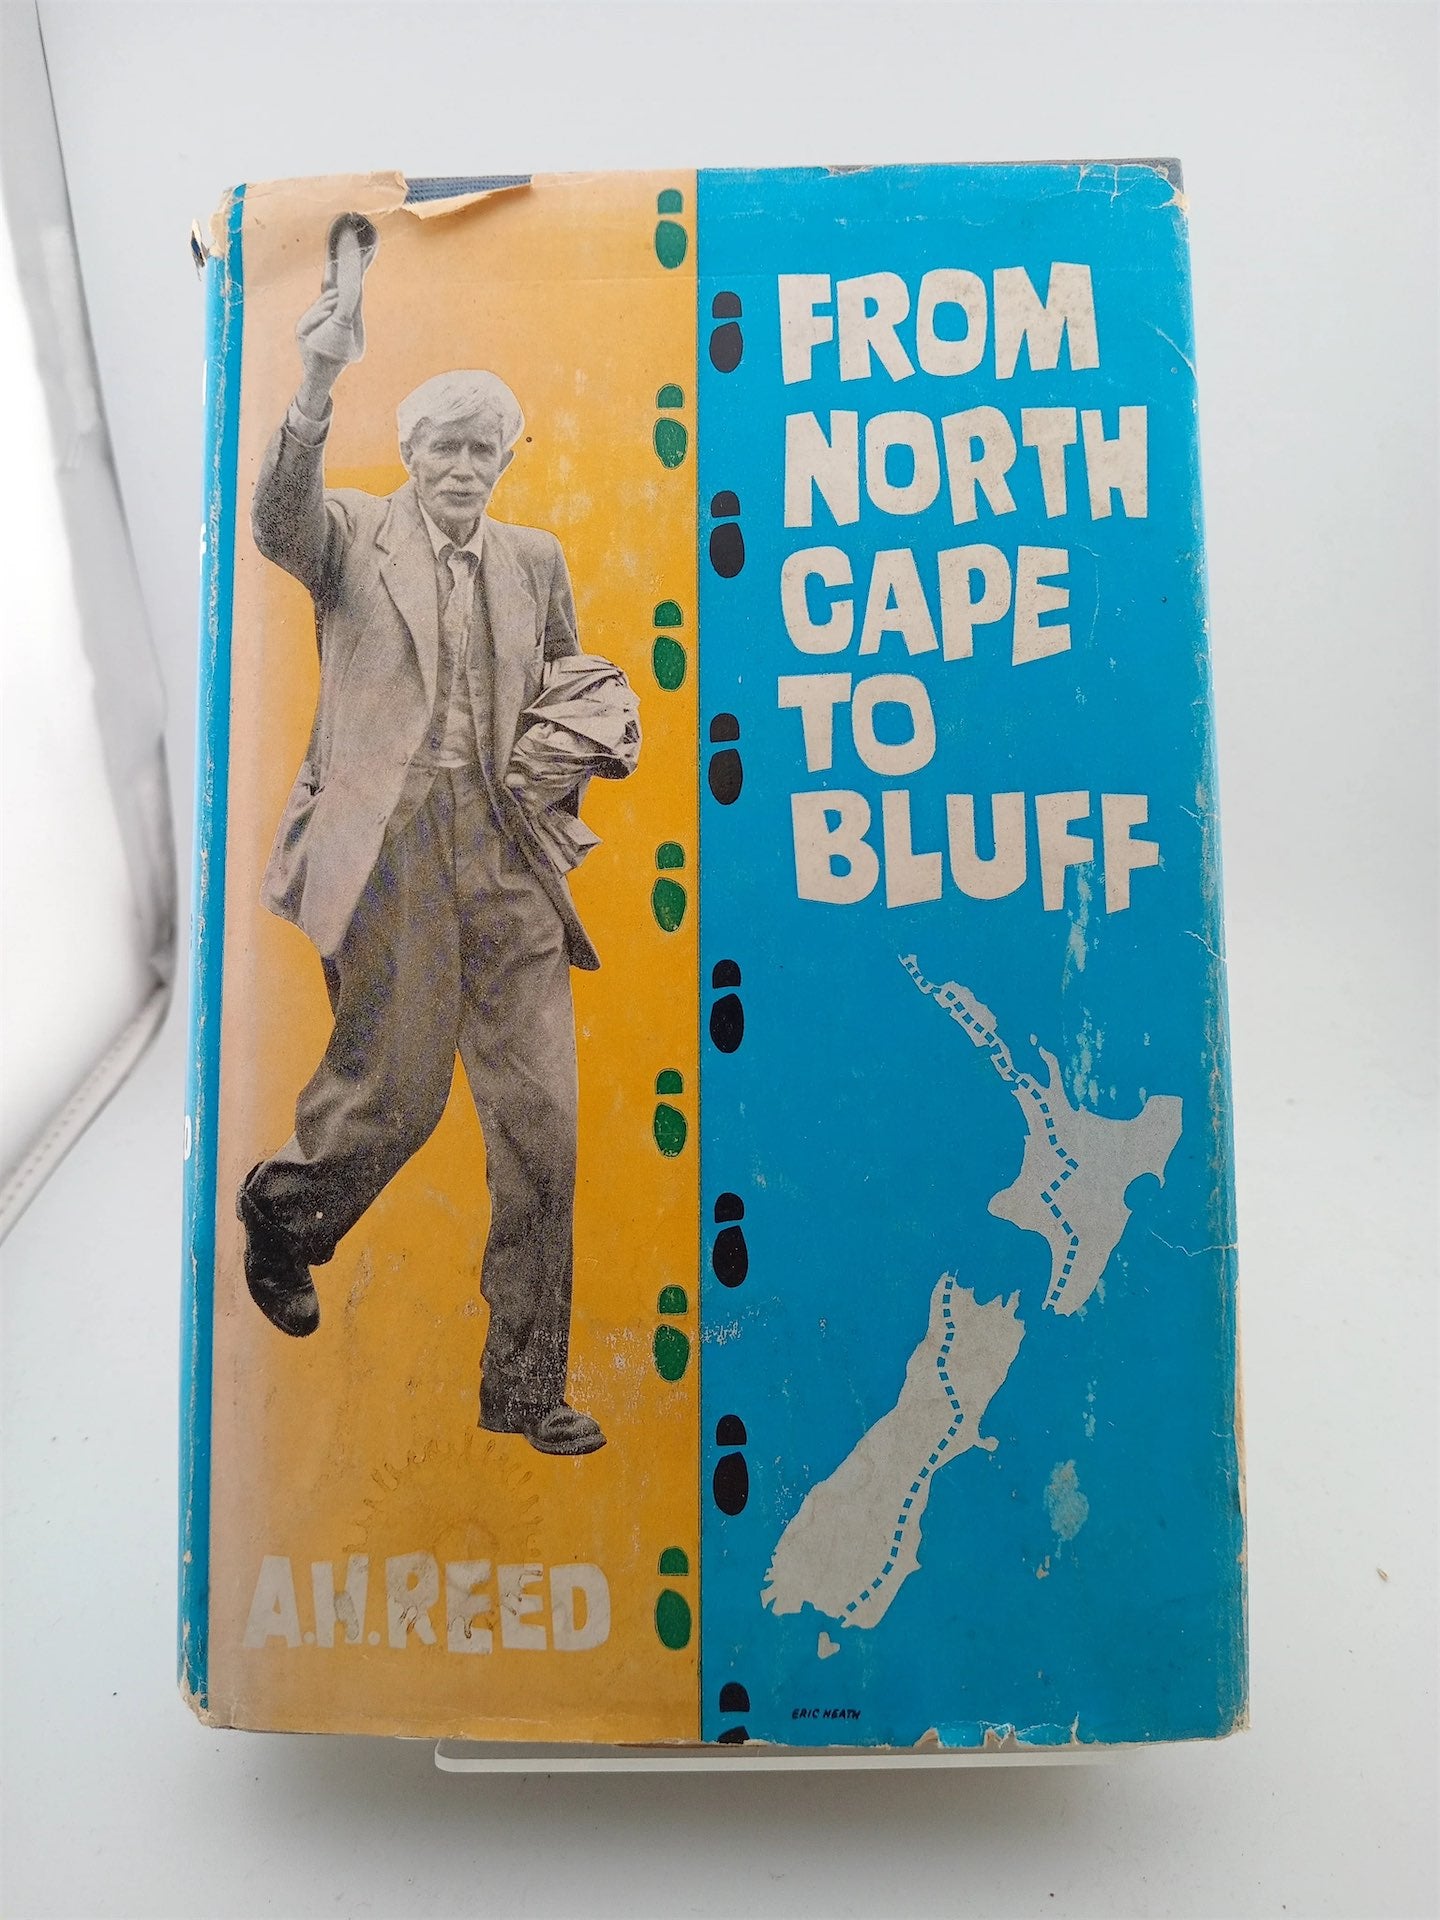 FROM
NORTH
CAPE
TO
BLUFF
A.H.REED
ERIC HEATH